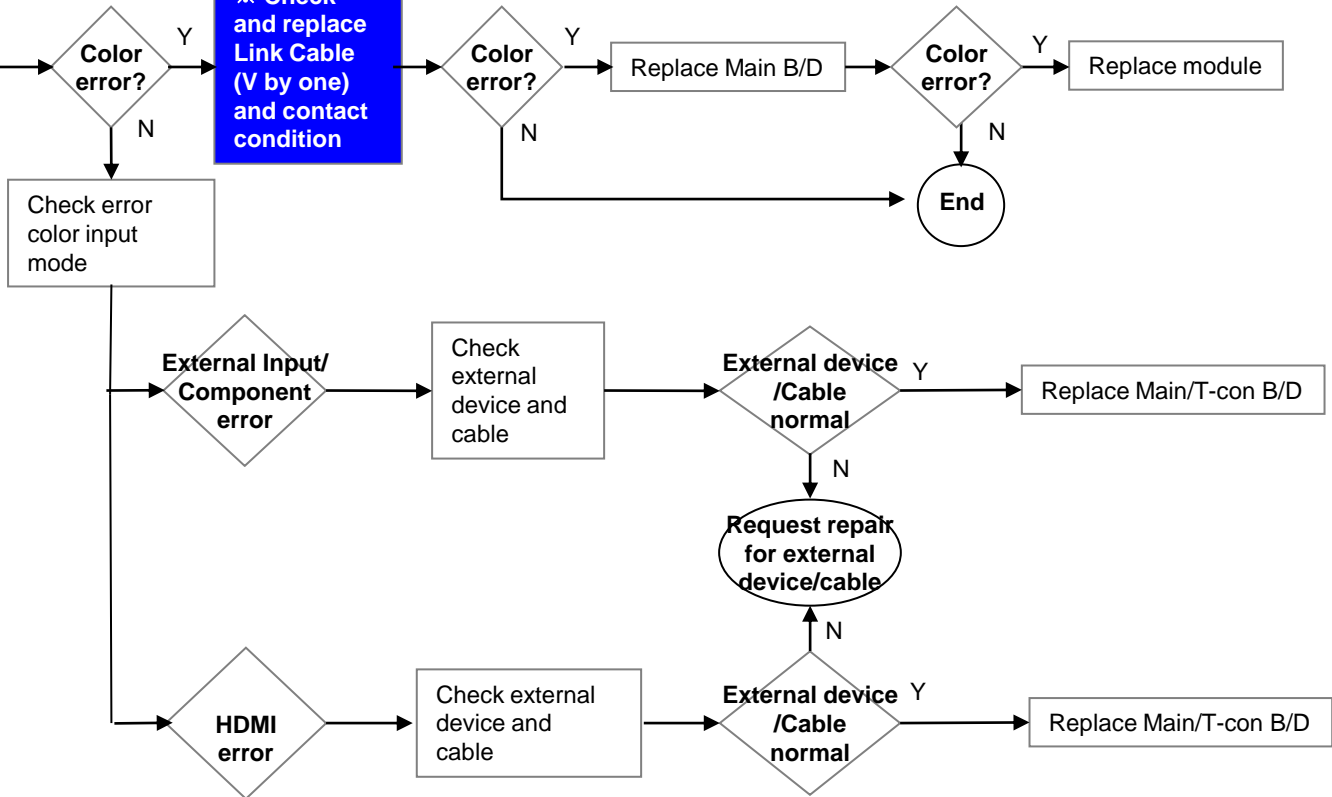 Color
error?
Y
N
※ Check
and replace
Link Cable
(V by one)
and contact
condition
Color
error?
Y
N
Replace Main B/D
Color
error?
Y
N
Replace module
End
Check error
color input
mode
External Input/
Component
error
Check
external
device and
cable
External device
/Cable
normal
Y
N
Replace Main/T-con B/D
Request repair
for external
device/cable
HDMI
error
Check external
device and
cable
N
External device
/Cable
normal
Y
Replace Main/T-con B/D